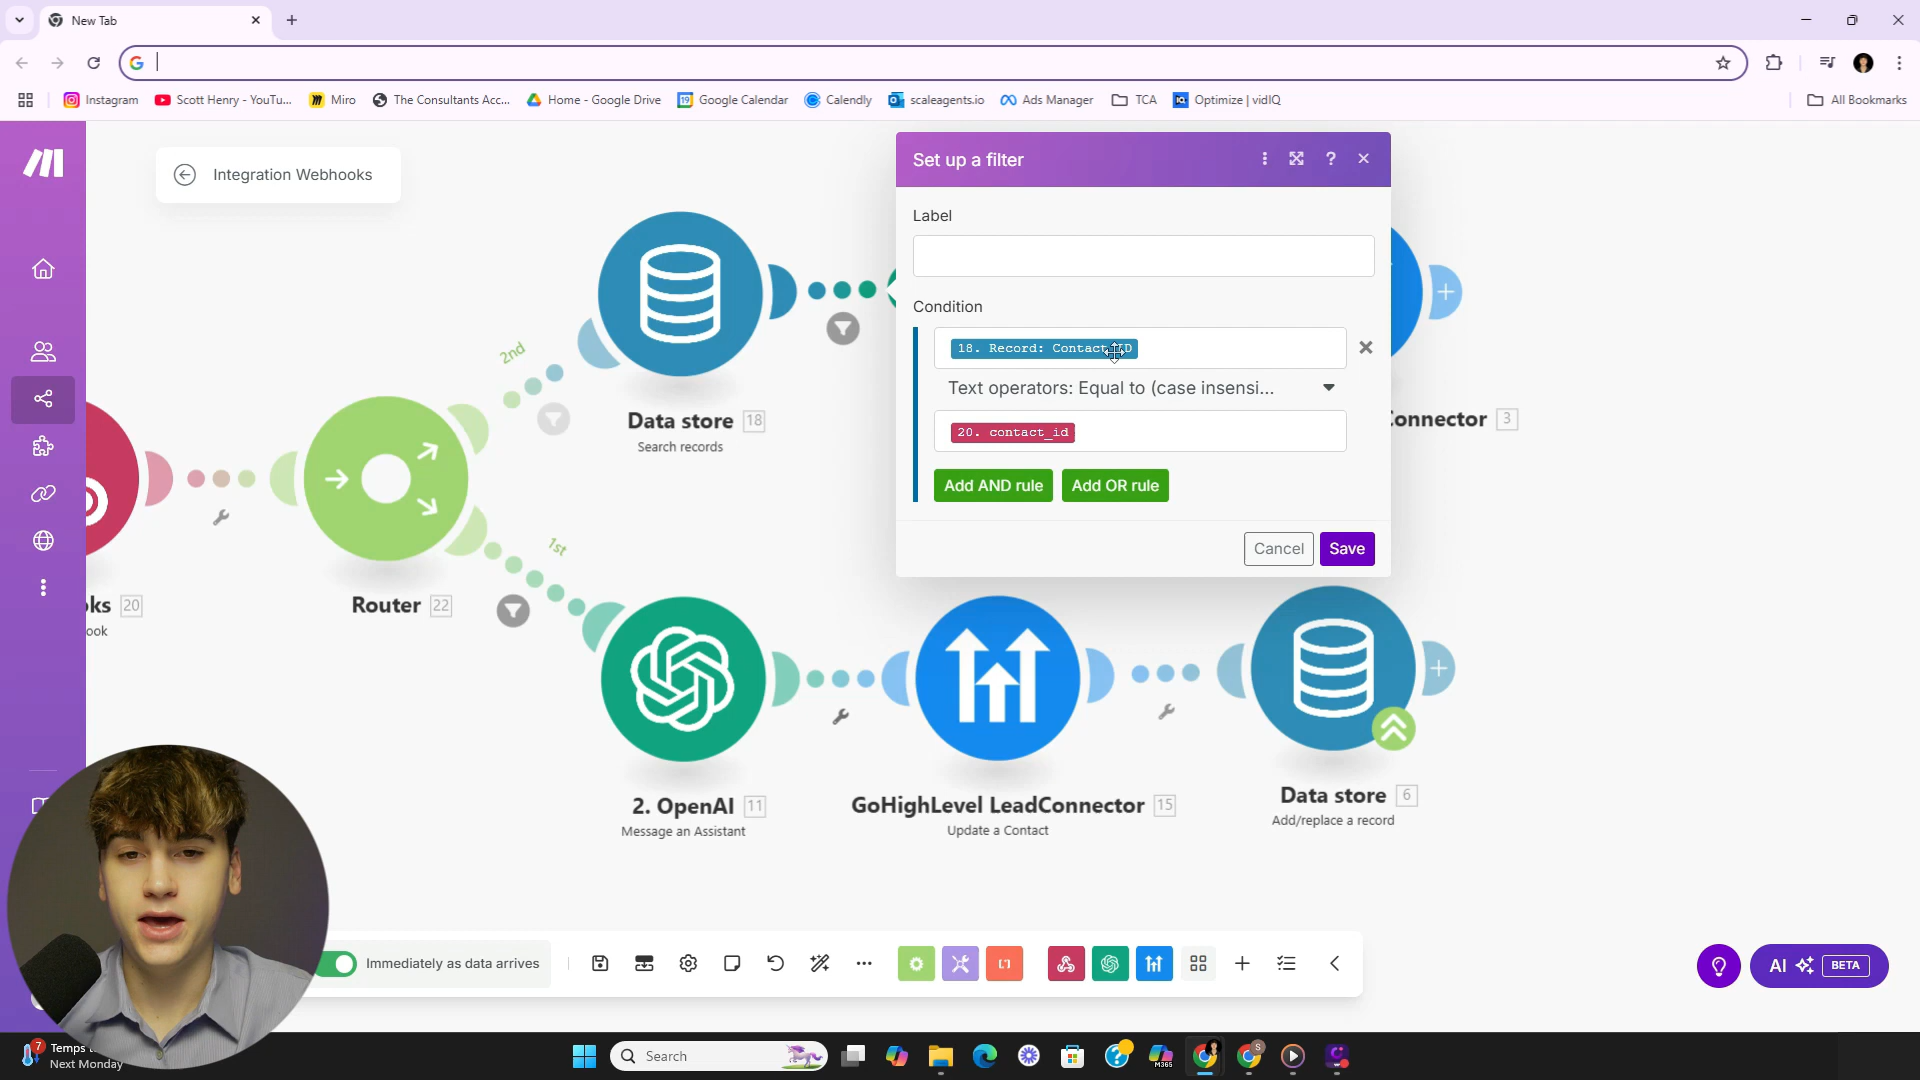 New Tab
Instagram
Scott Henry - YouTu...
Miro
The Consultants Acc...
Home - Google Drive
Google Calendar
Calendly
scaleagents.io
Ads Manager
TCA
Optimize | vidIQ
All Bookmarks
Integration Webhooks
Set up a filter
Label
Condition
18. Record: Contact ID
Text operators: Equal to (case insensi...
20. contact_id
Add AND rule
Add OR rule
Cancel
Save
2nd
1st
Data store 18
Search records
onnector 3
ks 20
ook
Router 22
2. OpenAI 11
Message an Assistant
GoHighLevel LeadConnector 15
Update a Contact
Data store 6
Add/replace a record
Immediately as data arrives
AI BETA
7
Temps t
Next Monday
Search
M365
S